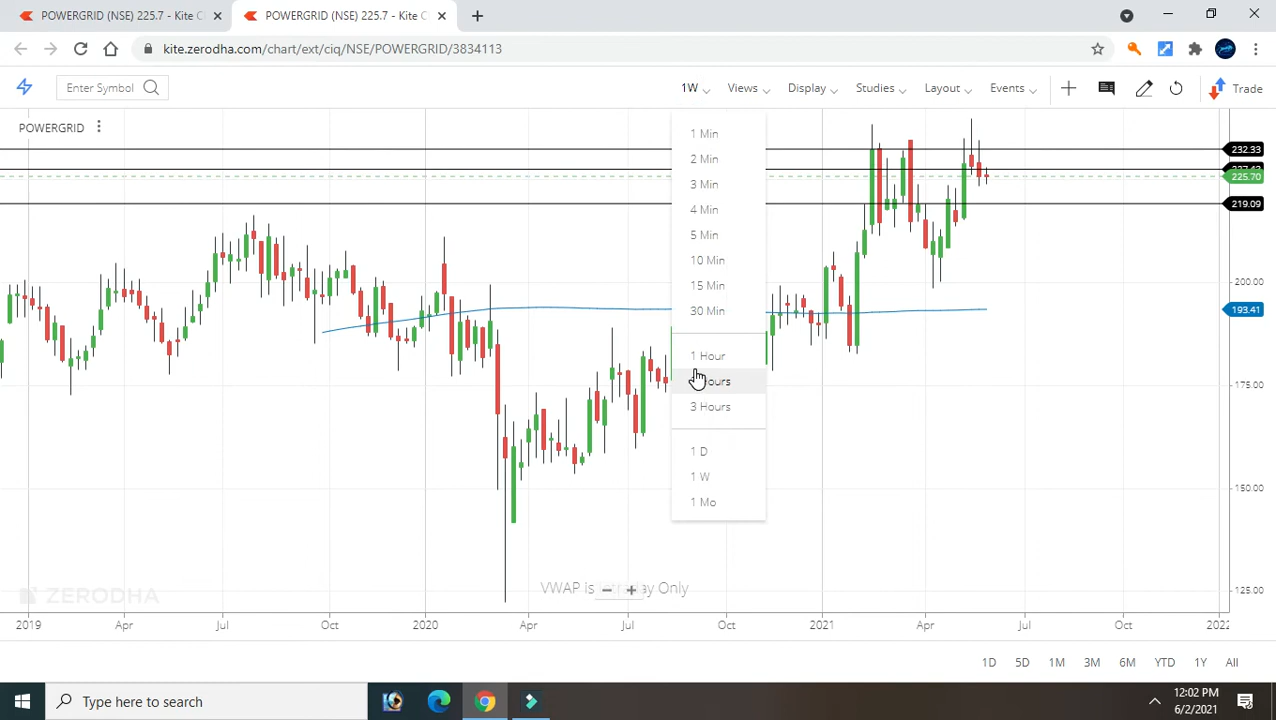 POWERGRID (NSE) 225.7 - Kite C
POWERGRID (NSE) 225.7 - Kite C
kite.zerodha.com/chart/ext/ciq/NSE/POWERGRID/3834113
Enter Symbol
1W
Views
Display
Studies
Layout
Events
Trade
POWERGRID
1 Min
2 Min
3 Min
4 Min
5 Min
10 Min
15 Min
30 Min
1 Hour
ours
3 Hours
1 D
1 W
1 Mo
232.33
225.70
219.09
200.00
193.41
175.00
150.00
125.00
VWAP is ay Only
ZERODHA
2019 Apr Jul Oct 2020 Apr Jul Oct 2021 Apr Jul Oct 2022
1D 5D 1M 3M 6M YTD 1Y All
Type here to search
12:02 PM
6/2/2021